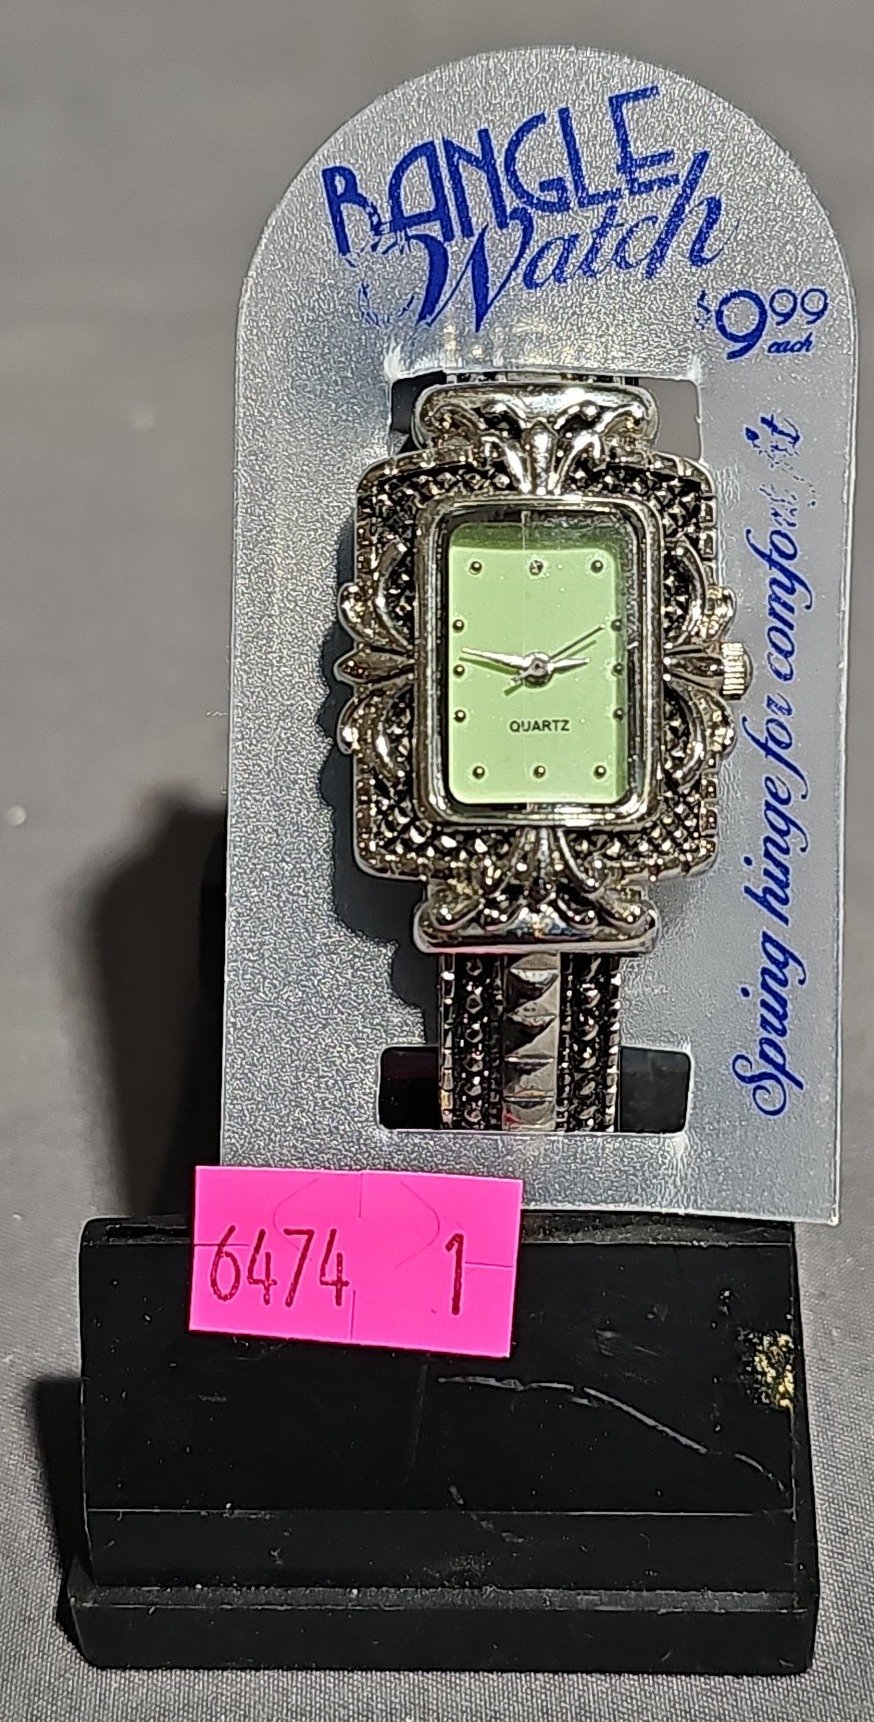 BANGLE
Watch
$9.99
each
Spring hinge for comfort fit
QUARTZ
6474 1